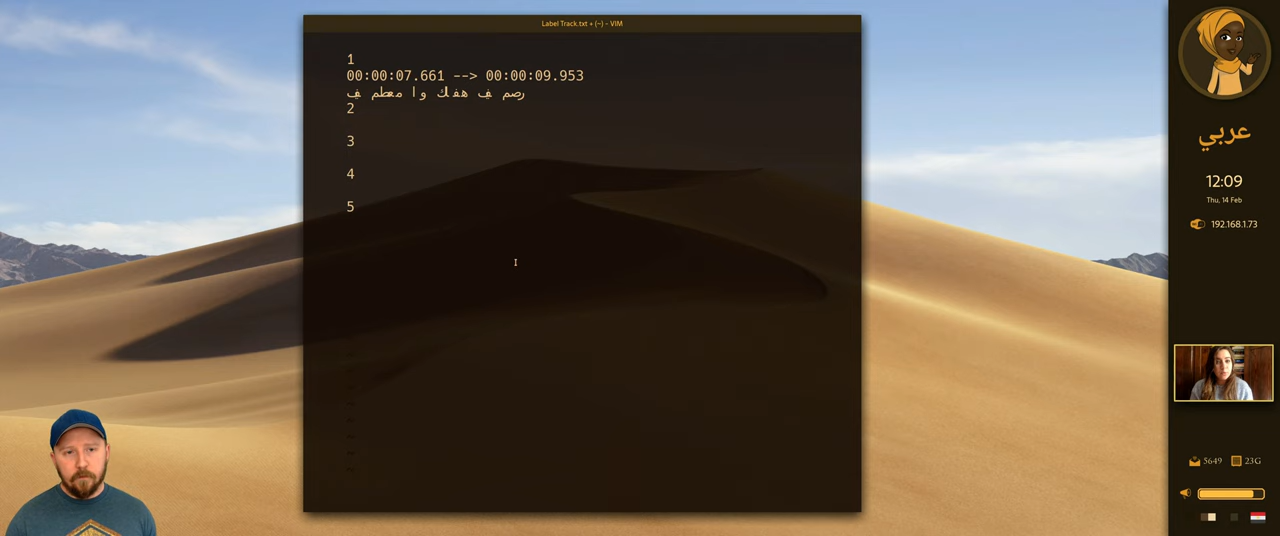 Label Track.txt + (~) - VIM
1
00:00:07.661 --> 00:00:09.953
رصم يف هفاك وا معطم يف
2
3
4
5
عربي
12:09
Thu, 14 Feb
192.168.1.73
5649 23G